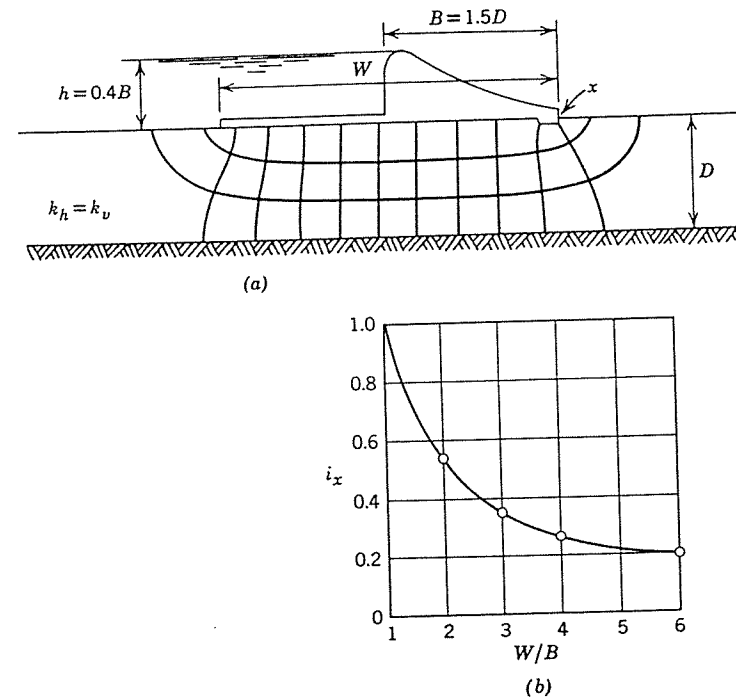 B = 1.5D
W
x
h = 0.4B
D
k_h = k_v
(a)
1.0
0.8
0.6
i_x
0.4
0.2
0
1 2 3 4 5 6
W/B
(b)